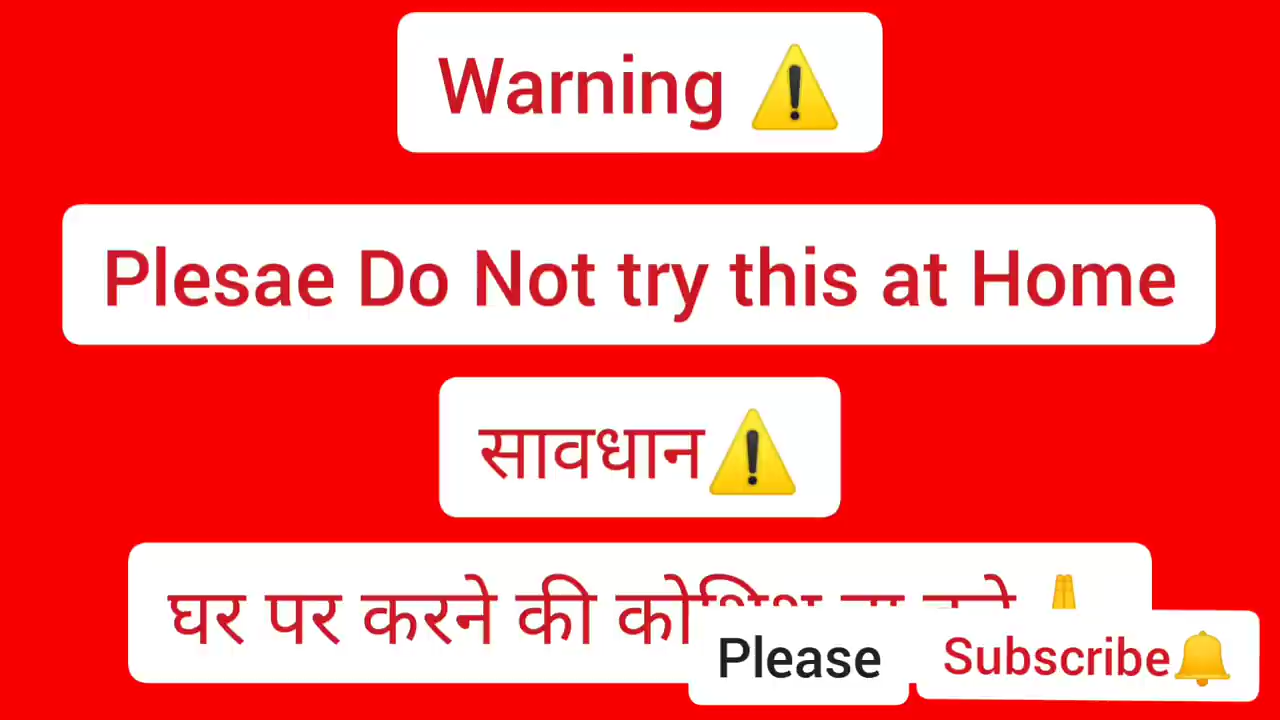 Warning ⚠️
Plesae Do Not try this at Home
सावधान⚠️
घर पर करने की
Please Subscribe🔔